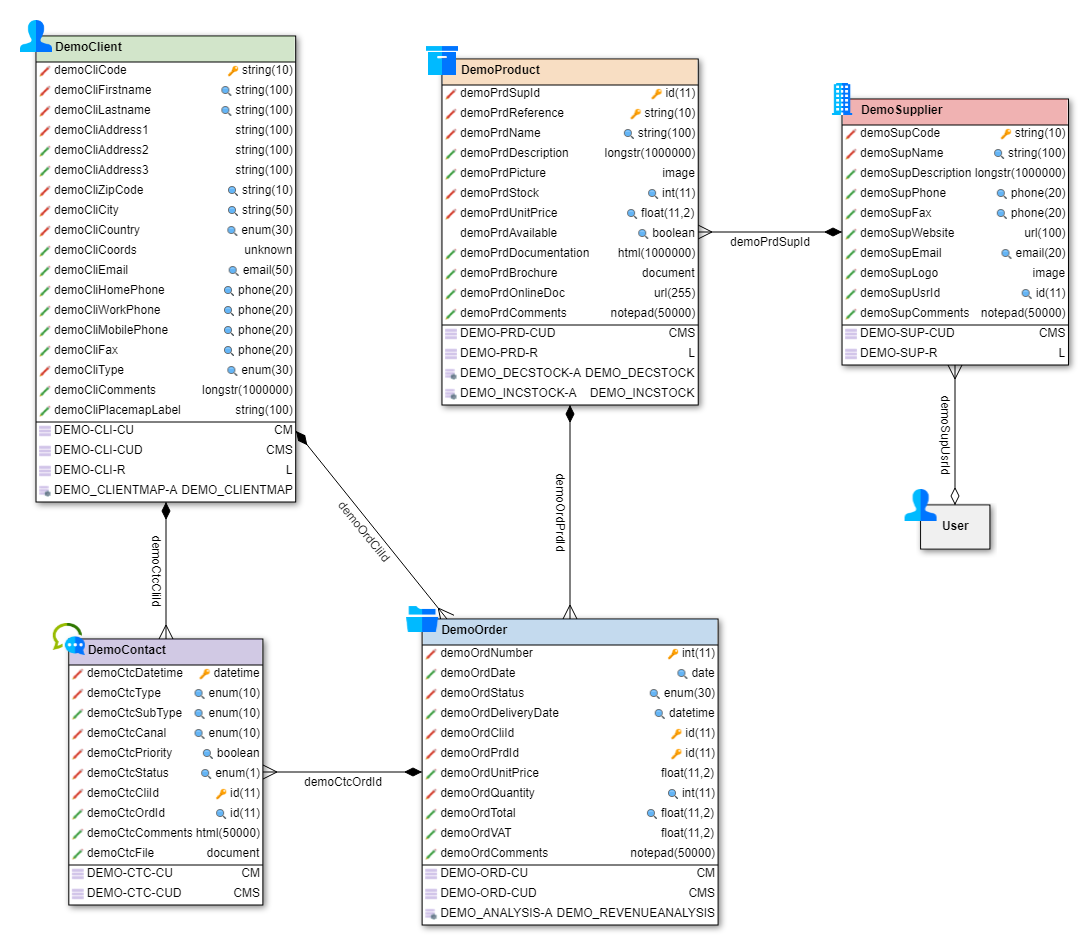 DemoClient
demoCliCode string(10)
demoCliFirstname string(100)
demoCliLastname string(100)
demoCliAddress1 string(100)
demoCliAddress2 string(100)
demoCliAddress3 string(100)
demoCliZipCode string(10)
demoCliCity string(50)
demoCliCountry enum(30)
demoCliCoords unknown
demoCliEmail email(50)
demoCliHomePhone phone(20)
demoCliWorkPhone phone(20)
demoCliMobilePhone phone(20)
demoCliFax phone(20)
demoCliType enum(30)
demoCliComments longstr(1000000)
demoCliPlacemapLabel string(100)
DEMO-CLI-CU CM
DEMO-CLI-CUD CMS
DEMO-CLI-R L
DEMO_CLIENTMAP-A DEMO_CLIENTMAP
DemoProduct
demoPrdSupId id(11)
demoPrdReference string(10)
demoPrdName string(100)
demoPrdDescription longstr(1000000)
demoPrdPicture image
demoPrdStock int(11)
demoPrdUnitPrice float(11,2)
demoPrdAvailable boolean
demoPrdDocumentation html(1000000)
demoPrdBrochure document
demoPrdOnlineDoc url(255)
demoPrdComments notepad(50000)
DEMO-PRD-CUD CMS
DEMO-PRD-R L
DEMO_DECSTOCK-A DEMO_DECSTOCK
DEMO_INCSTOCK-A DEMO_INCSTOCK
demoPrdSupId
DemoSupplier
demoSupCode string(10)
demoSupName string(100)
demoSupDescription longstr(1000000)
demoSupPhone phone(20)
demoSupFax phone(20)
demoSupWebsite url(100)
demoSupEmail email(20)
demoSupLogo image
demoSupUsrId id(11)
demoSupComments notepad(50000)
DEMO-SUP-CUD CMS
DEMO-SUP-R L
demoSupUsrId
User
demoCtcCliId
demoOrdCliId
demoOrdPrdId
DemoContact
demoCtcDatetime datetime
demoCtcType enum(10)
demoCtcSubType enum(10)
demoCtcCanal enum(10)
demoCtcPriority boolean
demoCtcStatus enum(1)
demoCtcCliId id(11)
demoCtcOrdId id(11)
demoCtcComments html(50000)
demoCtcFile document
DEMO-CTC-CU CM
DEMO-CTC-CUD CMS
demoCtcOrdId
DemoOrder
demoOrdNumber int(11)
demoOrdDate date
demoOrdStatus enum(30)
demoOrdDeliveryDate datetime
demoOrdCliId id(11)
demoOrdPrdId id(11)
demoOrdUnitPrice float(11,2)
demoOrdQuantity int(11)
demoOrdTotal float(11,2)
demoOrdVAT float(11,2)
demoOrdComments notepad(50000)
DEMO-ORD-CU CM
DEMO-ORD-CUD CMS
DEMO_ANALYSIS-A DEMO_REVENUEANALYSIS